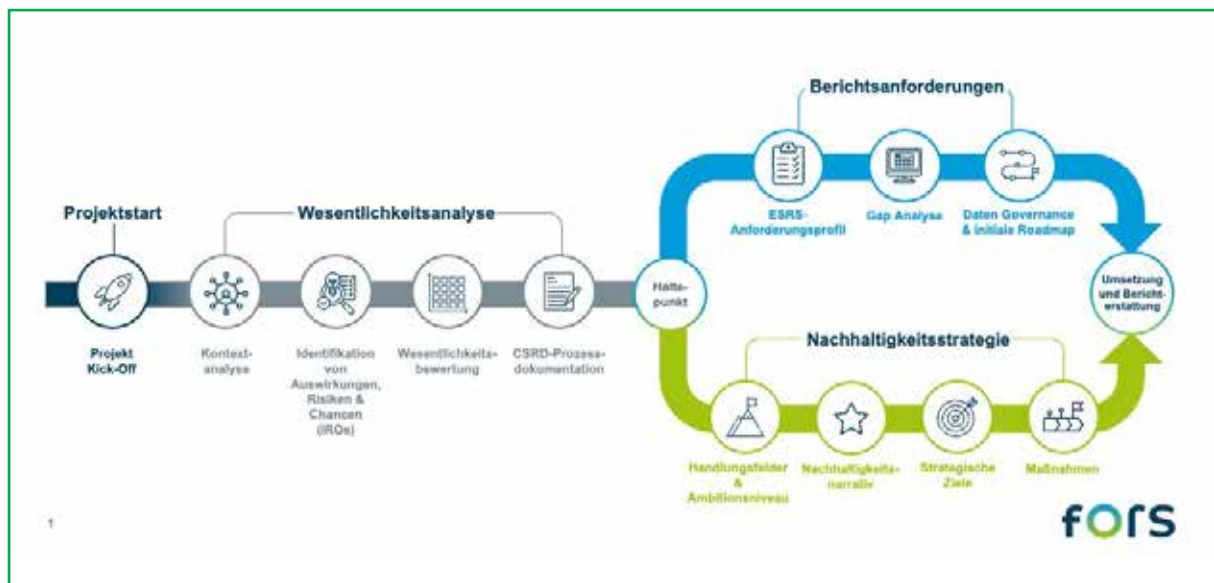 Projektstart
Wesentlichkeitsanalyse
Projekt
Kick-Off
Kontext-
analyse
Identifikation
von
Auswirkungen,
Risiken &
Chancen
(IROs)
Wesentlichkeits-
bewertung
CSRD-Prozess-
dokumentation
Halte-
punkt
Berichtsanforderungen
ESRS-
Anforderungsprofil
Gap Analyse
Daten Governance
& initiale Roadmap
Nachhaltigkeitsstrategie
Handlungsfelder
&
Ambitionsniveau
Nachhaltigkeits-
narrativ
Strategische
Ziele
Maßnahmen
Umsetzung
und Bericht-
erstattung
1
fors